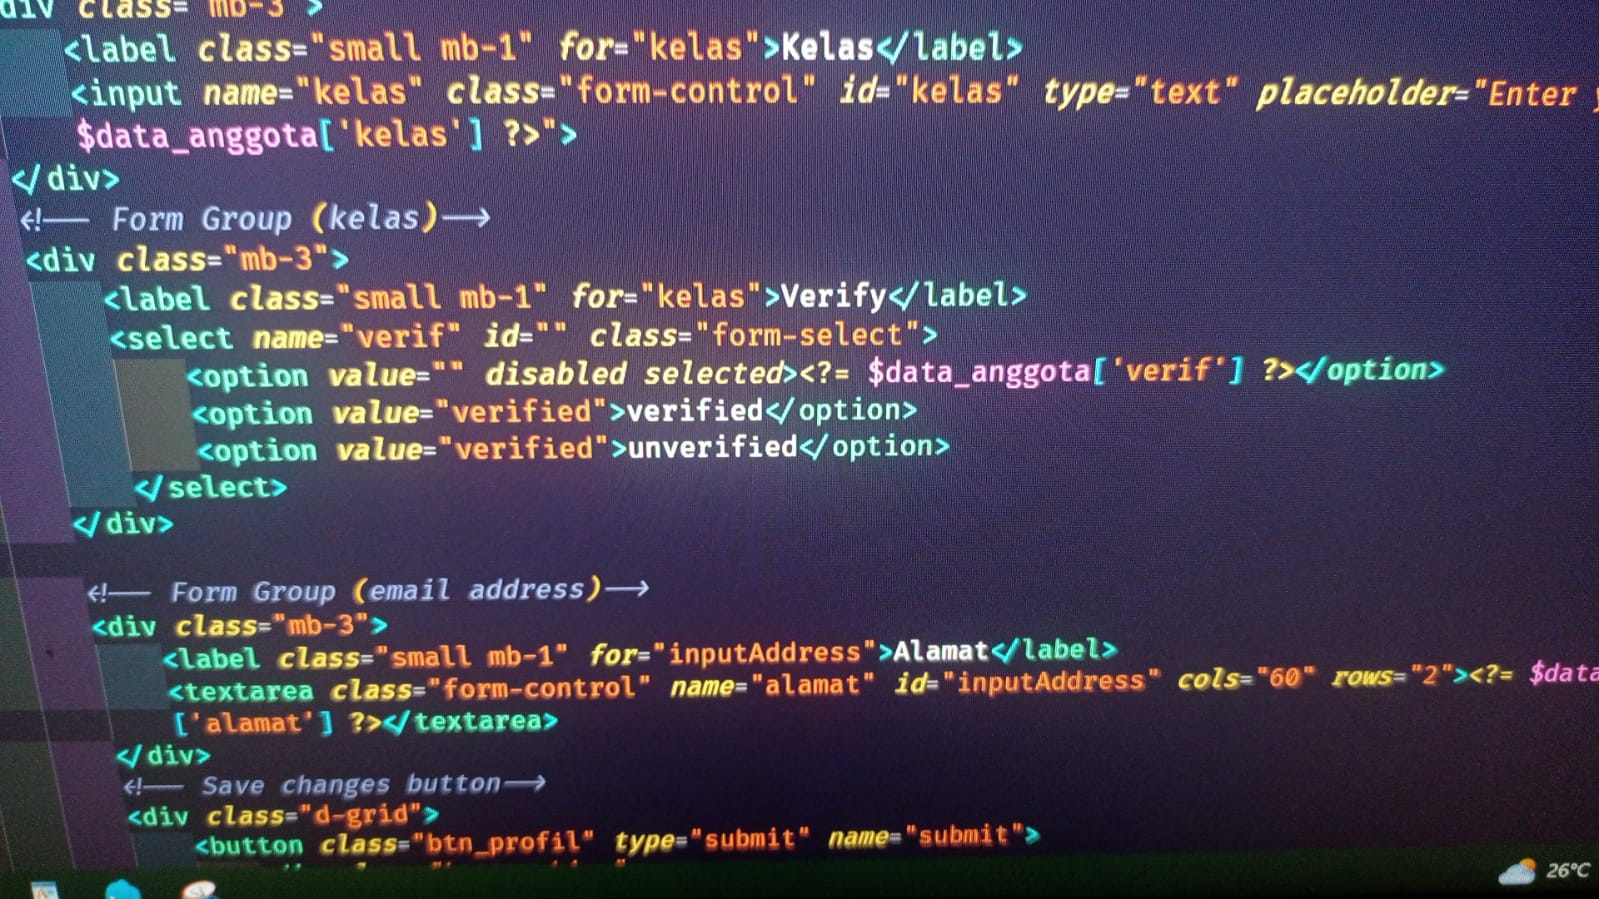 div class="mb-3">
<label class="small mb-1" for="kelas">Kelas</label>
<input name="kelas" class="form-control" id="kelas" type="text" placeholder="Enter
$data_anggota['kelas'] ?>">
</div>
<!-- Form Group (kelas)-->
<div class="mb-3">
<label class="small mb-1" for="kelas">Verify</label>
<select name="verif" id="" class="form-select">
<option value="" disabled selected><?= $data_anggota['verif'] ?></option>
<option value="verified">verified</option>
<option value="verified">unverified</option>
</select>
</div>
<!-- Form Group (email address)-->
<div class="mb-3">
<label class="small mb-1" for="inputAddress">Alamat</label>
<textarea class="form-control" name="alamat" id="inputAddress" cols="60" rows="2"><?= $data
['alamat'] ?></textarea>
</div>
<!-- Save changes button-->
<div class="d-grid">
<button class="btn_profil" type="submit" name="submit">
26°C